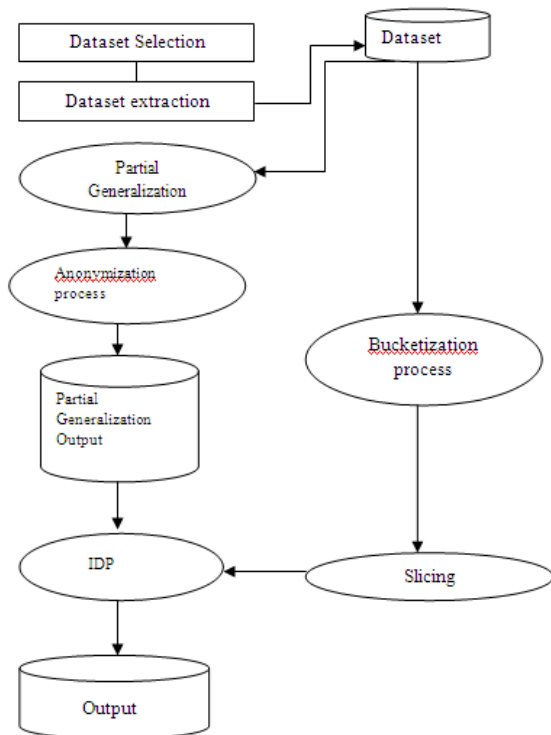 Dataset Selection
Dataset
Dataset extraction
Partial
Generalization
Anonymization
process
Bucketization
process
Partial
Generalization
Output
IDP
Slicing
Output